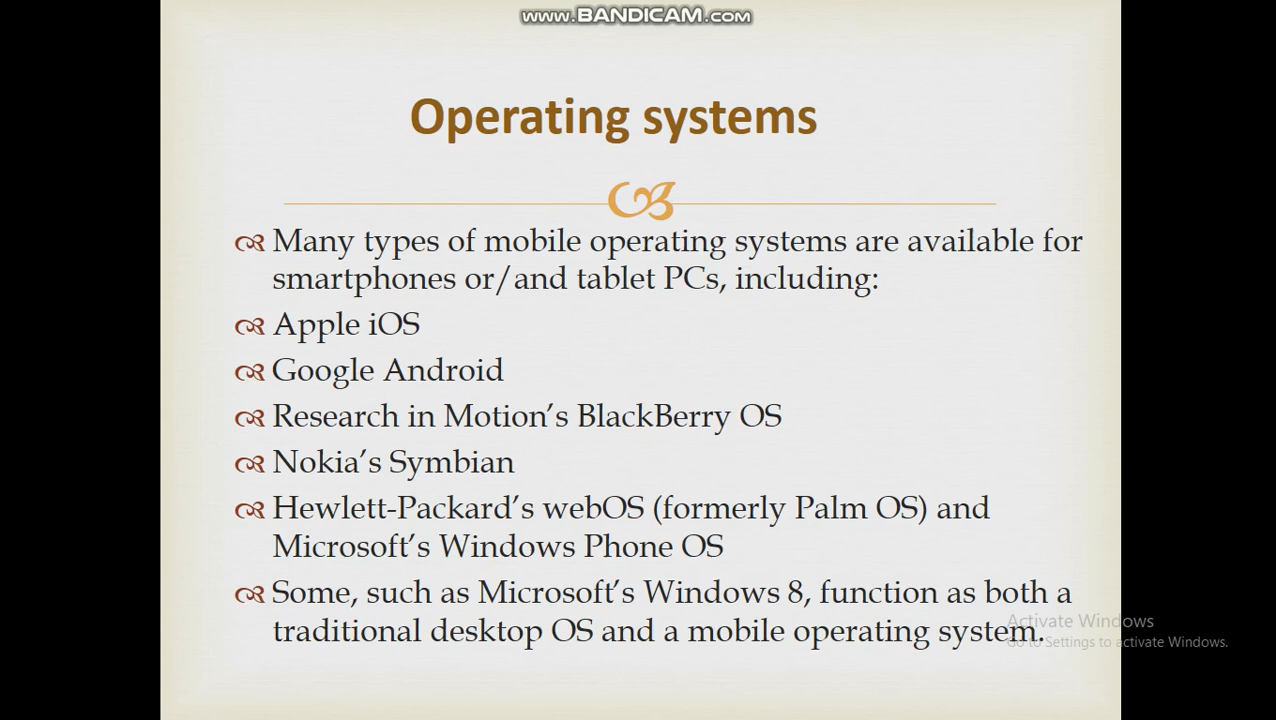 www.BANDICAM.com
Operating systems
Many types of mobile operating systems are available for
smartphones or/and tablet PCs, including:
Apple iOS
Google Android
Research in Motion’s BlackBerry OS
Nokia’s Symbian
Hewlett-Packard’s webOS (formerly Palm OS) and
Microsoft’s Windows Phone OS
Some, such as Microsoft’s Windows 8, function as both a
traditional desktop OS and a mobile operating system.
Activate Windows
Go to Settings to activate Windows.